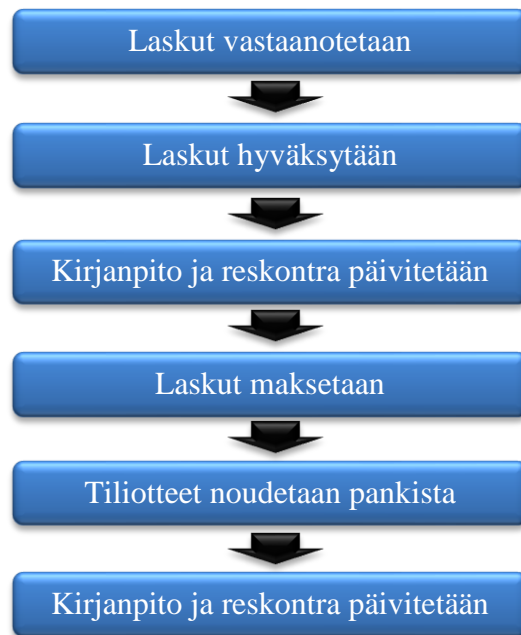 Laskut vastaanotetaan
Laskut hyväksytään
Kirjanpito ja reskontra päivitetään
Laskut maksetaan
Tiliotteet noudetaan pankista
Kirjanpito ja reskontra päivitetään